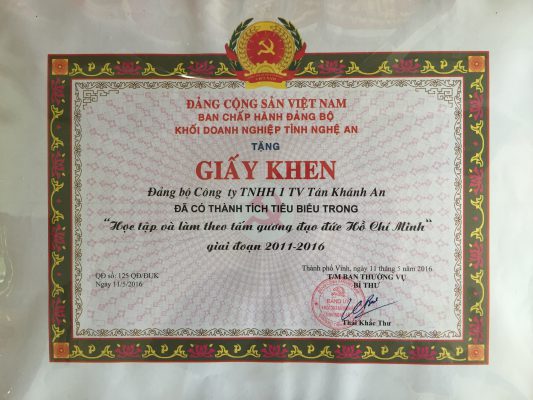 ĐẢNG CỘNG SẢN VIỆT NAM
BAN CHẤP HÀNH ĐẢNG BỘ
KHỐI DOANH NGHIỆP TỈNH NGHỆ AN
TẶNG
GIẤY KHEN
Đảng bộ Công ty TNHH 1 TV Tân Khánh An
ĐÃ CÓ THÀNH TÍCH TIÊU BIỂU TRONG
"Học tập và làm theo tấm gương đạo đức Hồ Chí Minh"
giai đoạn 2011-2016
Thành phố Vinh, ngày 11 tháng 5 năm 2016
QĐ số: 125 QĐ/ĐUK
T/M BAN THƯỜNG VỤ
Ngày 11/5/2016
BÍ THƯ
ĐẢNG ỦY
Thái Khắc Thư